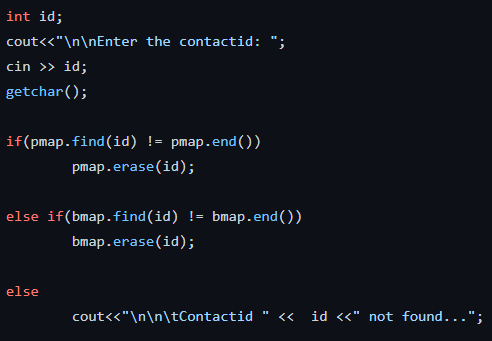 int id;
cout<<"\n\nEnter the contactid: ";
cin >> id;
getchar();
if(pmap.find(id) != pmap.end())
pmap.erase(id);
else if(bmap.find(id) != bmap.end())
bmap.erase(id);
else
cout<<"\n\n\tContactid " <<  id <<" not found...";